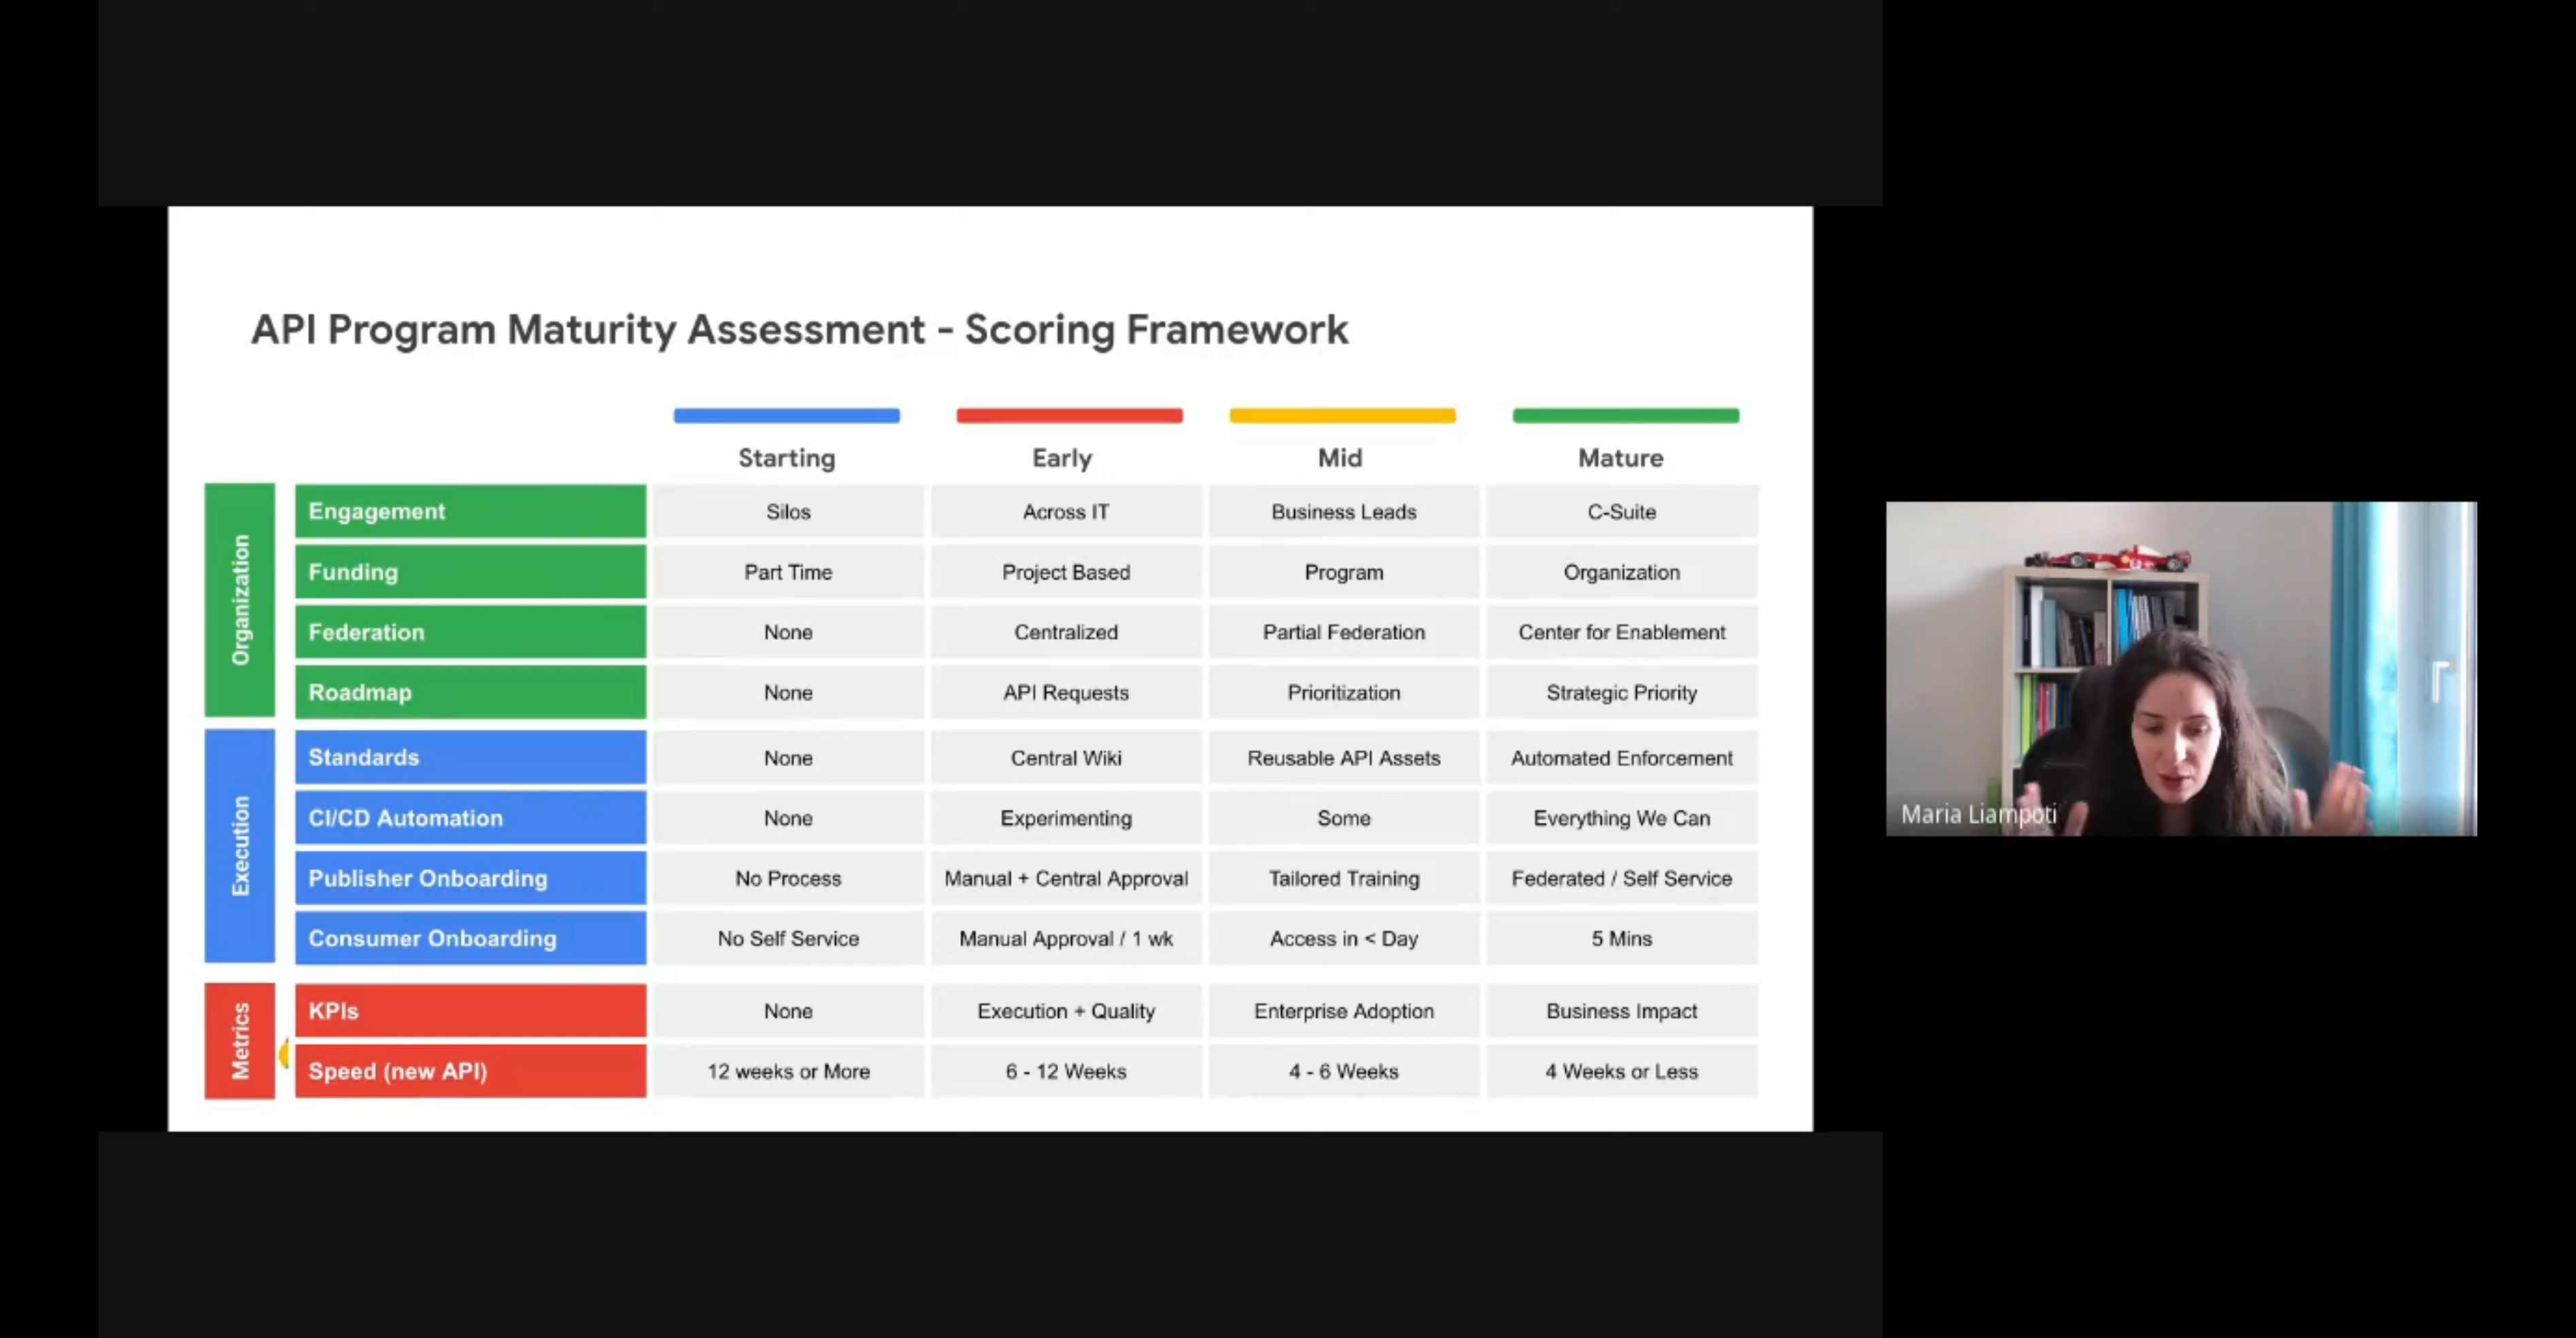 API Program Maturity Assessment - Scoring Framework
Starting Early Mid Mature
Organization
Engagement Silos Across IT Business Leads C-Suite
Funding Part Time Project Based Program Organization
Federation None Centralized Partial Federation Center for Enablement
Roadmap None API Requests Prioritization Strategic Priority
Execution
Standards None Central Wiki Reusable API Assets Automated Enforcement
CI/CD Automation None Experimenting Some Everything We Can
Publisher Onboarding No Process Manual + Central Approval Tailored Training Federated / Self Service
Consumer Onboarding No Self Service Manual Approval / 1 wk Access in < Day 5 Mins
Metrics
KPIs None Execution + Quality Enterprise Adoption Business Impact
Speed (new API) 12 weeks or More 6 - 12 Weeks 4 - 6 Weeks 4 Weeks or Less
Maria Liampoti